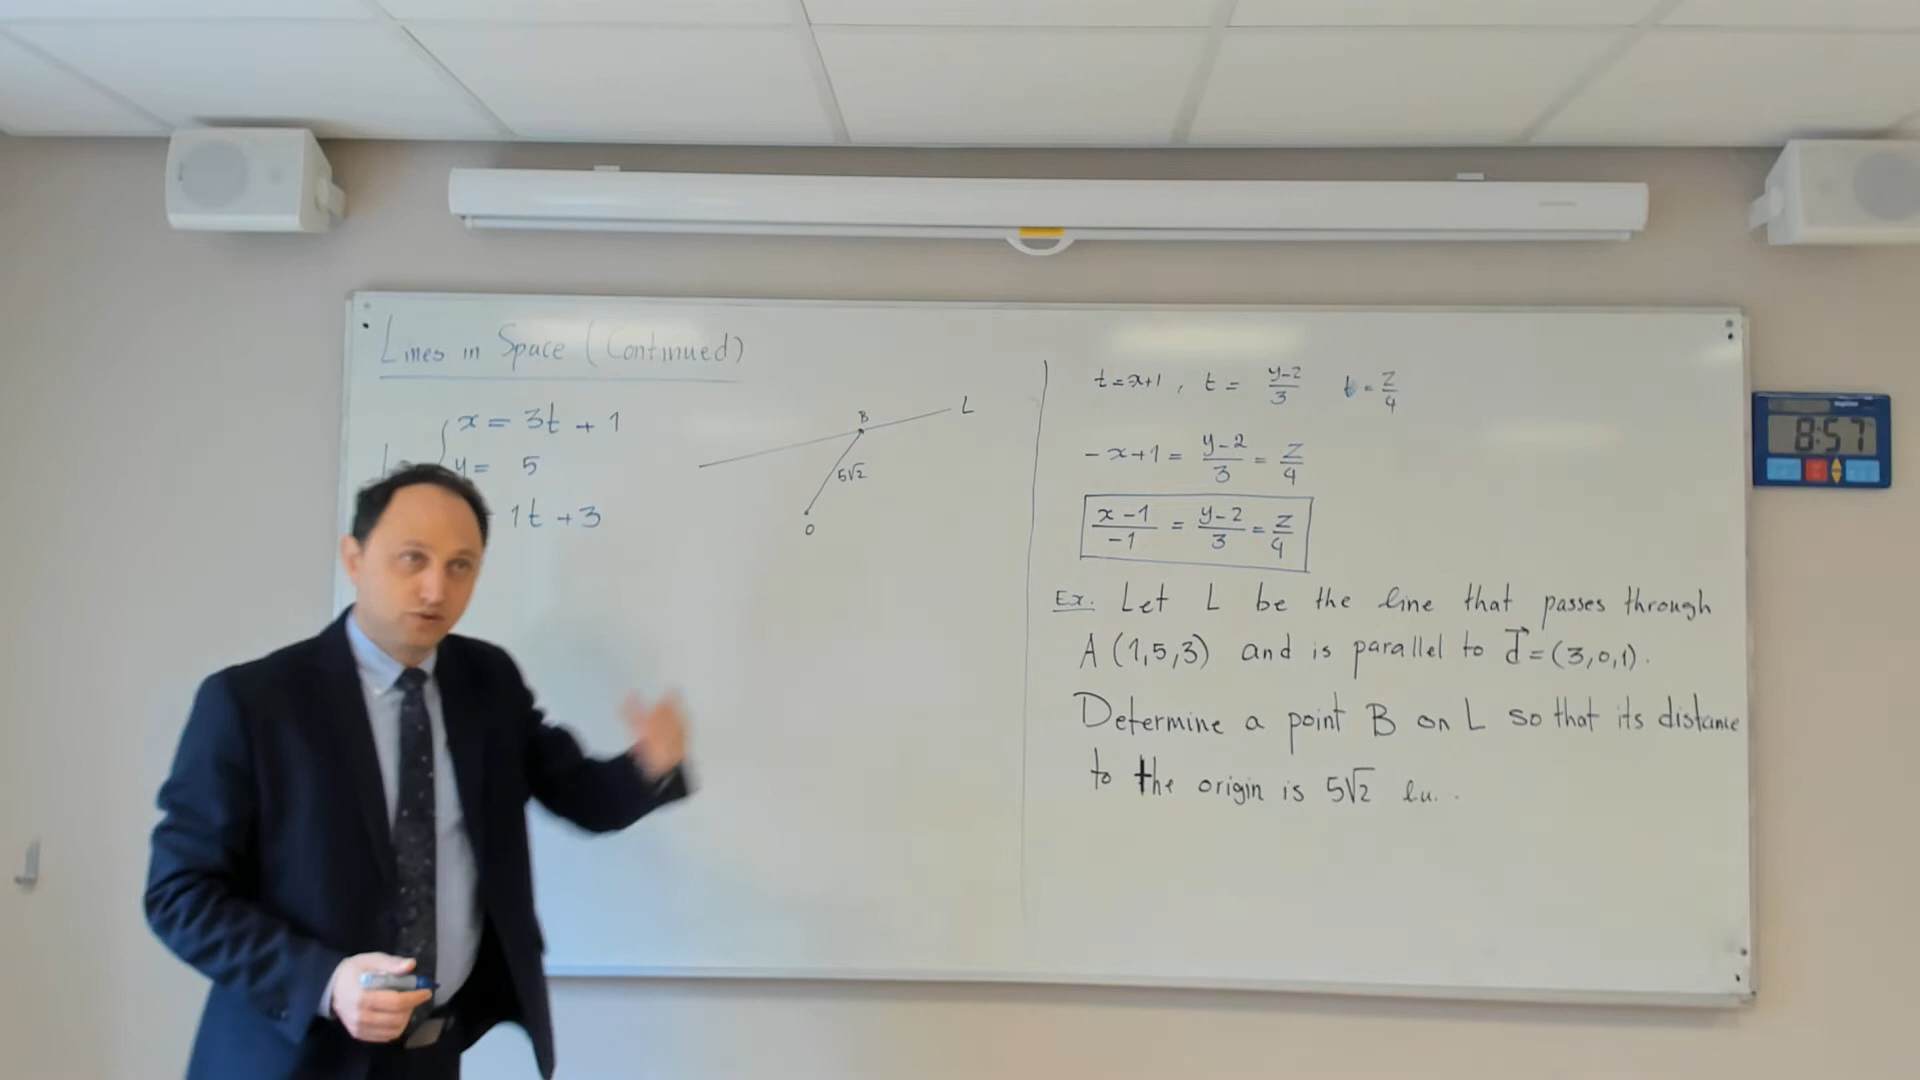 Lines in Space (Continued)
x = 3t + 1
y = 5
1t + 3
B
L
5√2
O
t = x+1 , t = (y-2)/3 t = z/4
-x+1 = (y-2)/3 = z/4
(x-1)/-1 = (y-2)/3 = z/4
Ex. Let L be the line that passes through
A (1,5,3) and is parallel to d⃗ = (3,0,1).
Determine a point B on L so that its distance
to the origin is 5√2 l.u. .
8:57